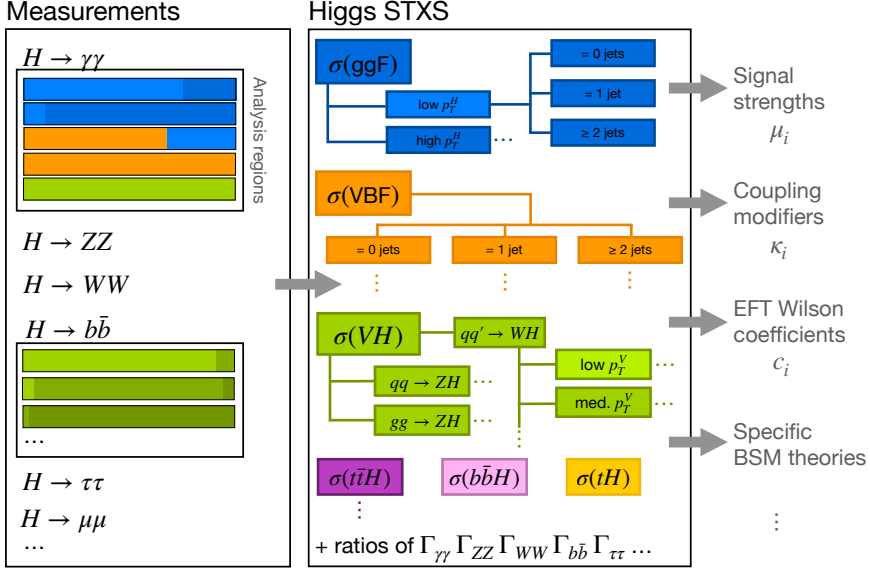 Measurements
H → γγ
Analysis regions
H → ZZ
H → WW
H → bb̄
...
H → ττ
H → μμ
...
Higgs STXS
σ(ggF)
= 0 jets
low p_T^H
= 1 jet
high p_T^H
...
≥ 2 jets
σ(VBF)
= 0 jets
= 1 jet
≥ 2 jets
...
...
...
σ(VH)
qq′ → WH
low p_T^V
...
qq → ZH
...
med. p_T^V
...
gg → ZH
...
...
σ(tt̄H)
σ(bb̄H)
σ(tH)
...
+ ratios of Γ_γγ Γ_ZZ Γ_WW Γ_bb̄ Γ_ττ ...
Signal
strengths
μ_i
Coupling
modifiers
κ_i
EFT Wilson
coefficients
c_i
Specific
BSM theories
⋮